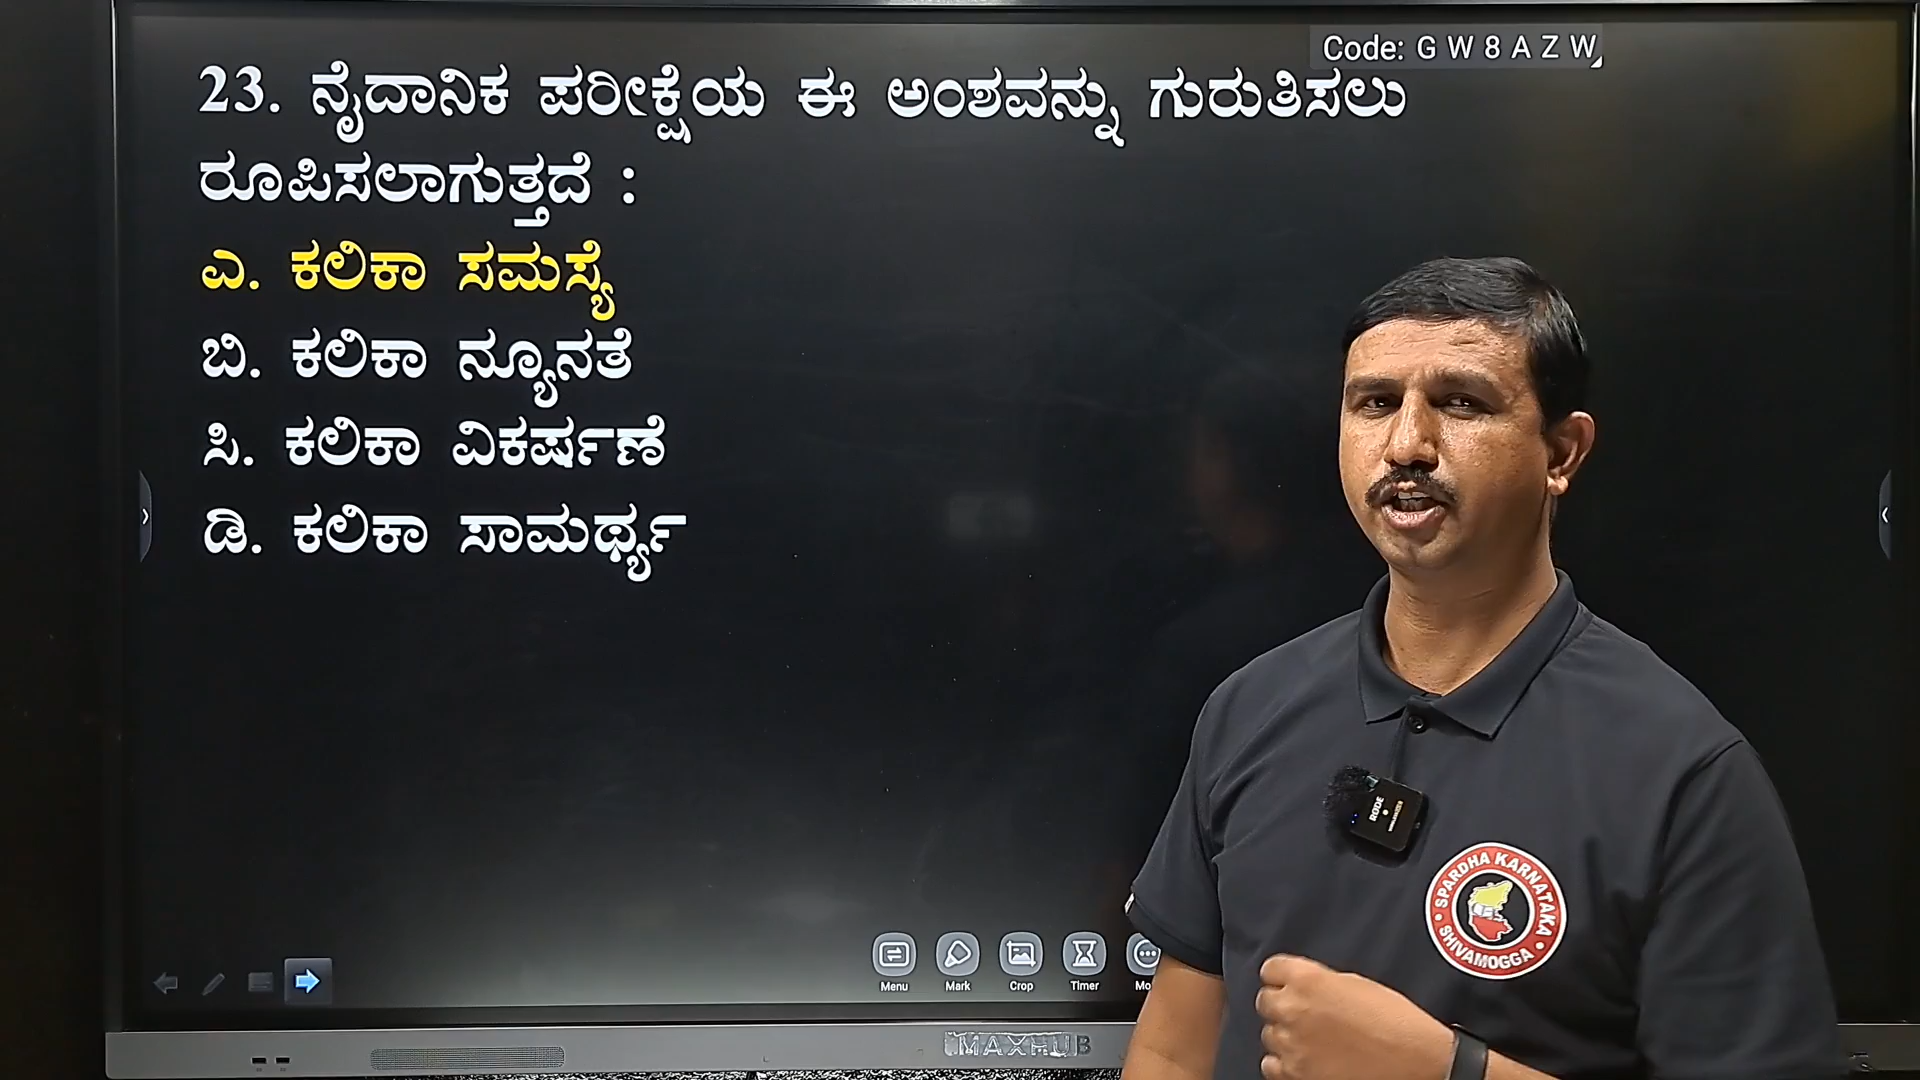 Code: G W 8 A Z W
23. ನೈದಾನಿಕ ಪರೀಕ್ಷೆಯ ಈ ಅಂಶವನ್ನು ಗುರುತಿಸಲು
ರೂಪಿಸಲಾಗುತ್ತದೆ :
ಎ. ಕಲಿಕಾ ಸಮಸ್ಯೆ
ಬಿ. ಕಲಿಕಾ ನ್ಯೂನತೆ
ಸಿ. ಕಲಿಕಾ ವಿಕರ್ಷಣೆ
ಡಿ. ಕಲಿಕಾ ಸಾಮರ್ಥ್ಯ
RODE
SPARDHA KARNATAKA
SHIVAMOGGA
Menu Mark Crop Timer Mo
MAXHUB